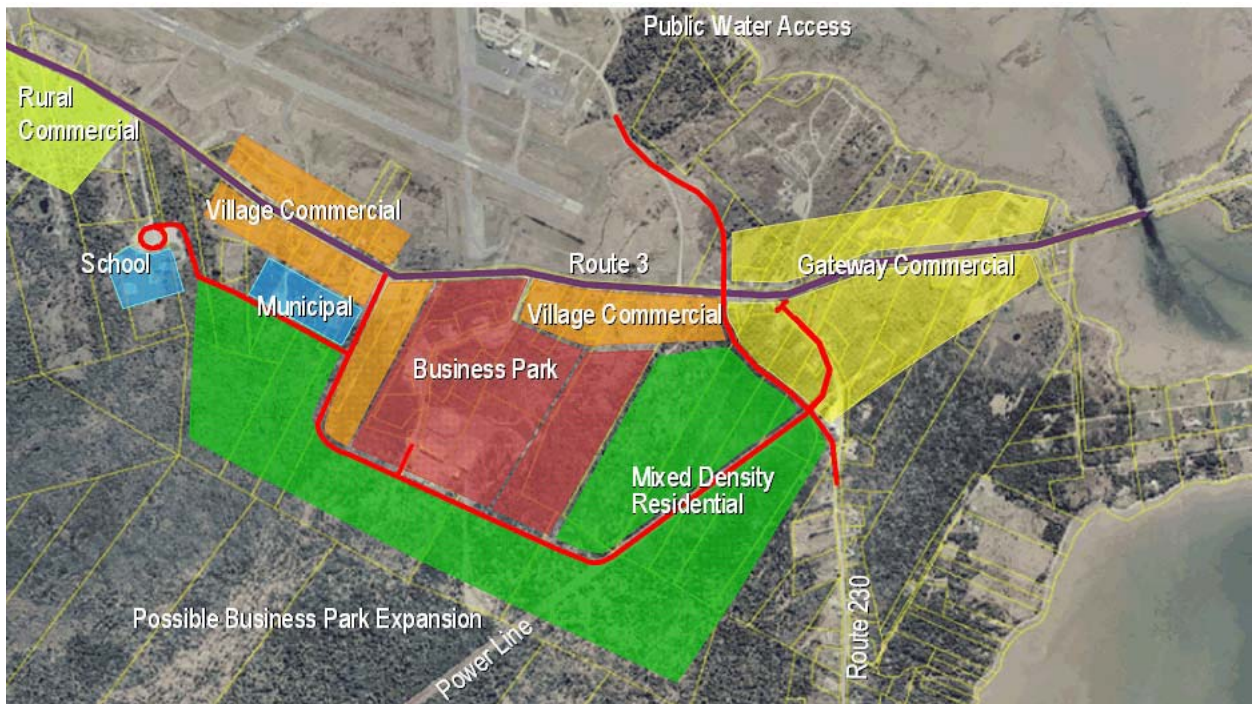 Public Water Access
Rural
Commercial
Village Commercial
School
Route 3
Gateway Commercial
Municipal
Village Commercial
Business Park
Mixed Density
Residential
Possible Business Park Expansion
Power Line
Route 230